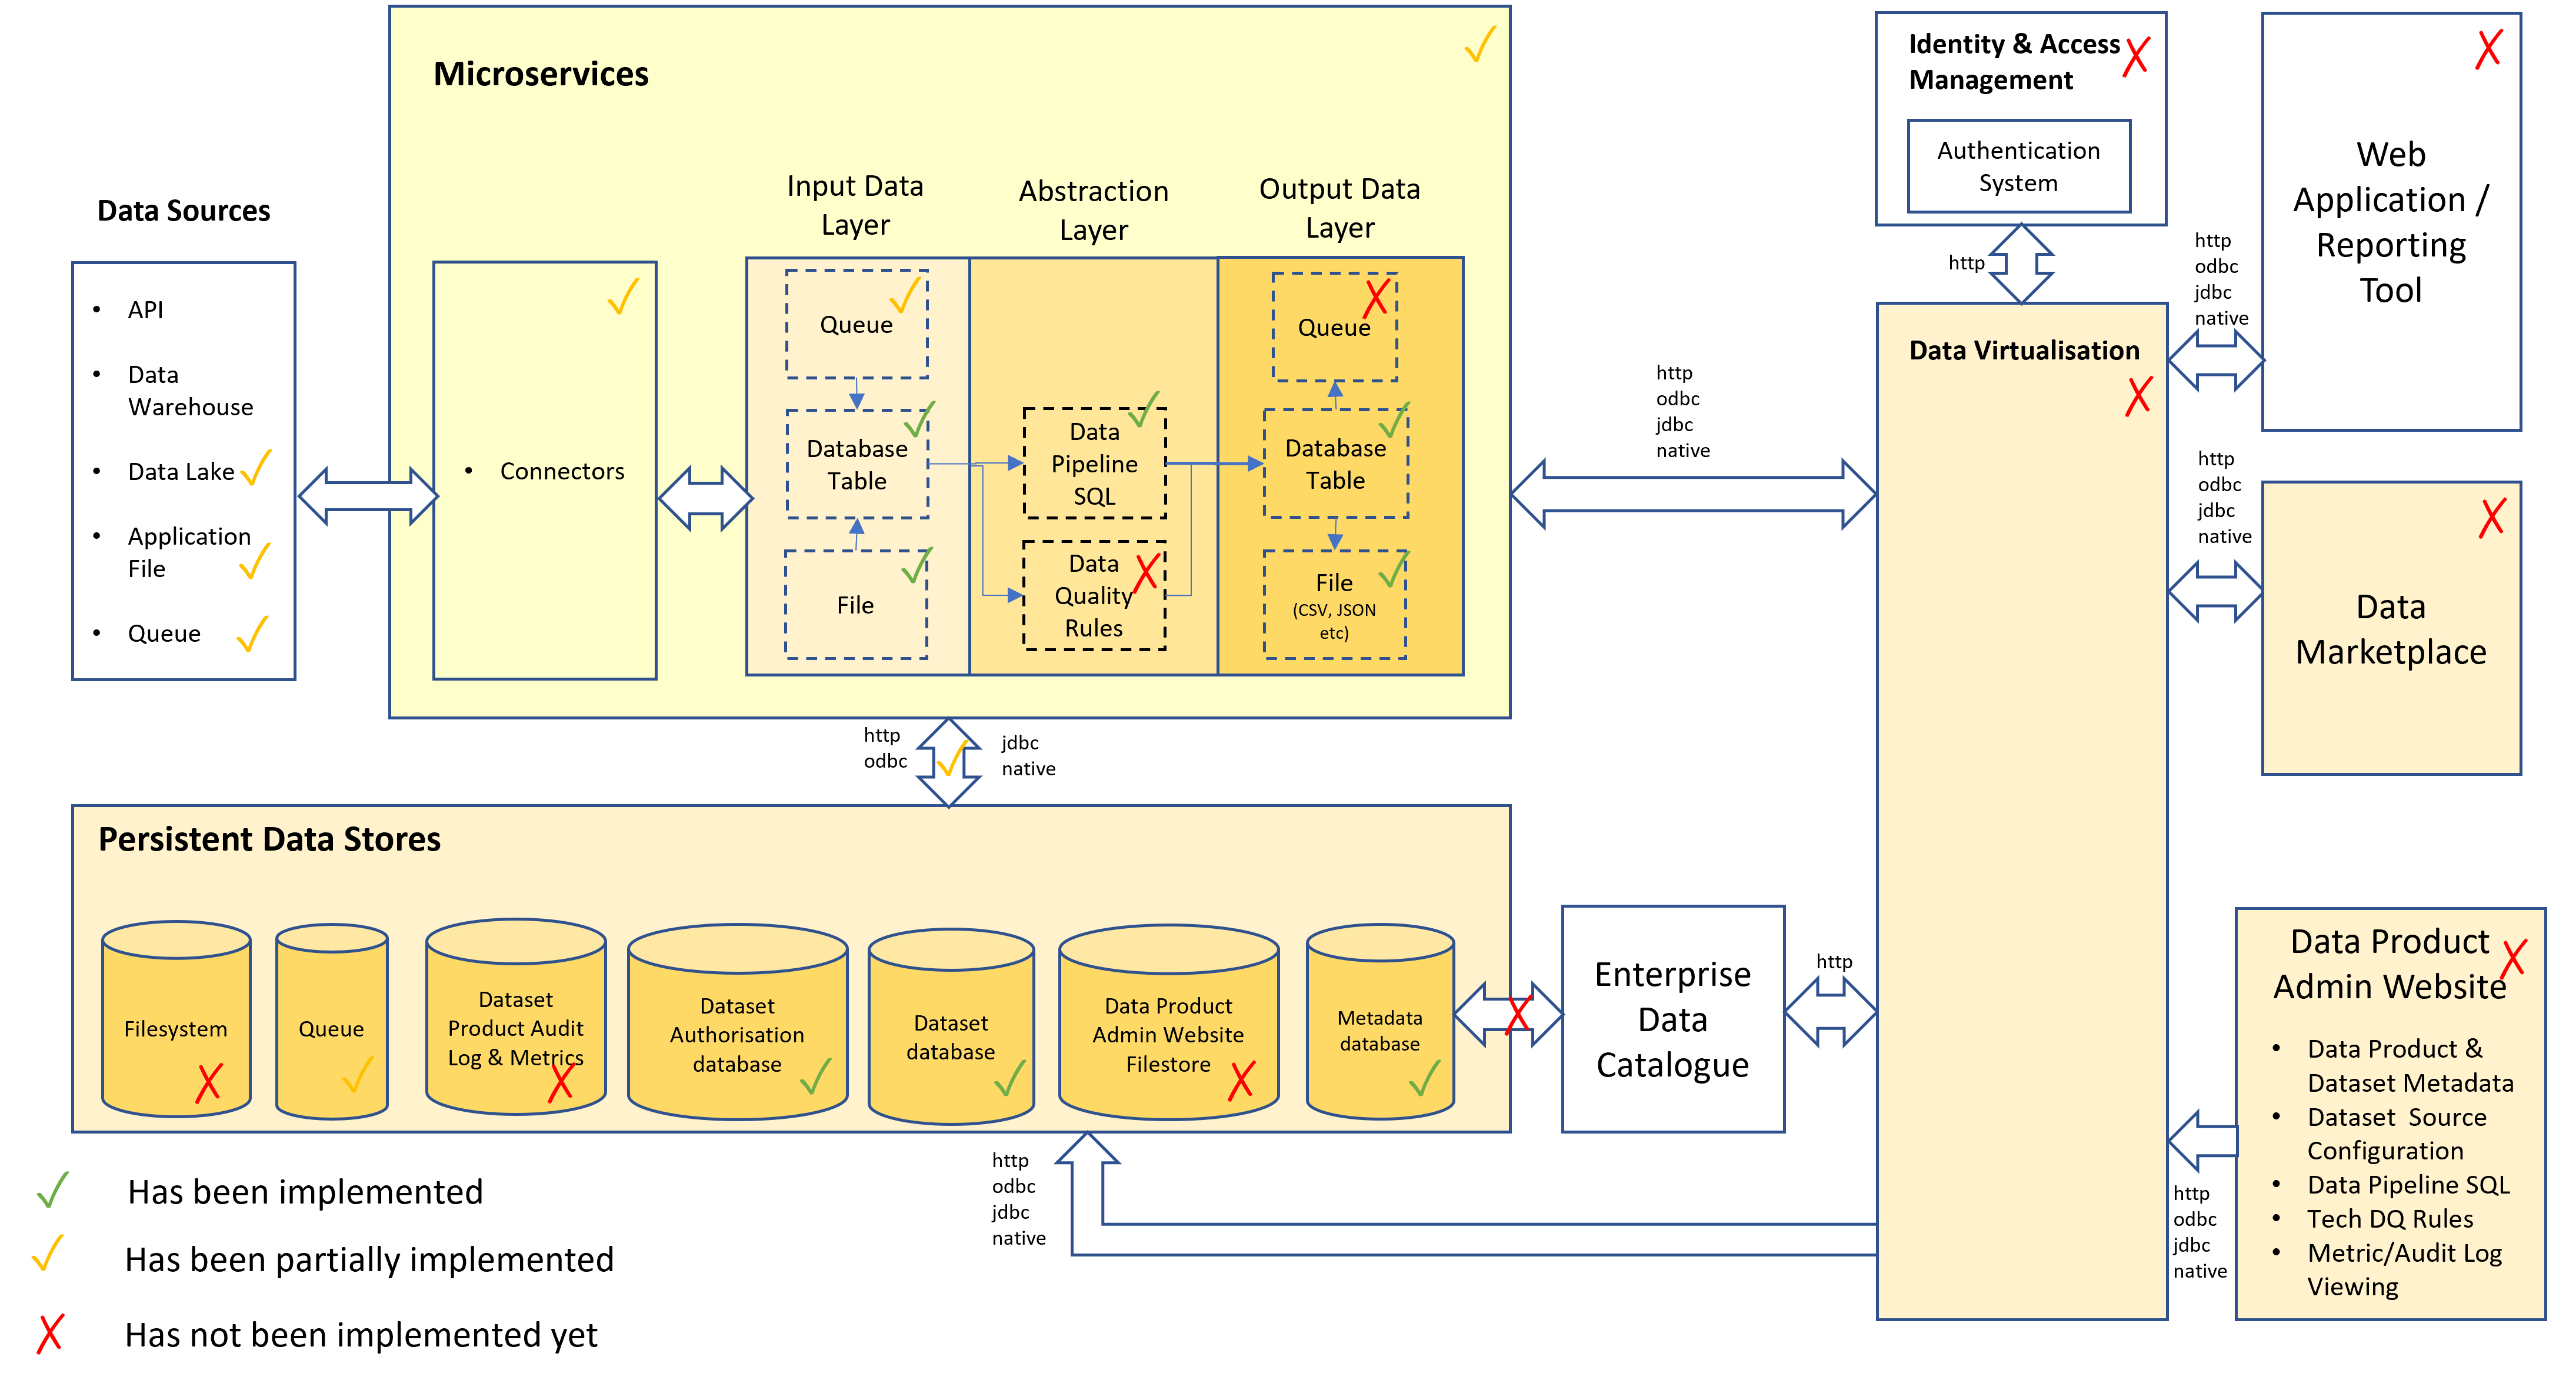 Microservices
Data Sources
• API
• Data
Warehouse
• Data Lake
• Application
File
• Queue
• Connectors
Input Data
Layer
Queue
Database
Table
File
Abstraction
Layer
Data
Pipeline
SQL
Data
Quality
Rules
Output Data
Layer
Queue
Database
Table
File
(CSV, JSON
etc)
http
odbc
jdbc
native
Identity & Access
Management
Authentication
System
http
Data Virtualisation
http
odbc
jdbc
native
Web
Application /
Reporting
Tool
http
odbc
jdbc
native
Data
Marketplace
http
odbc
jdbc
native
Persistent Data Stores
Filesystem
Queue
Dataset
Product Audit
Log & Metrics
Dataset
Authorisation
database
Dataset
database
Data Product
Admin Website
Filestore
Metadata
database
Enterprise
Data
Catalogue
http
Data Product
Admin Website
• Data Product &
Dataset Metadata
• Dataset Source
Configuration
• Data Pipeline SQL
• Tech DQ Rules
• Metric/Audit Log
Viewing
http
odbc
jdbc
native
http
odbc
jdbc
native
Has been implemented
Has been partially implemented
Has not been implemented yet